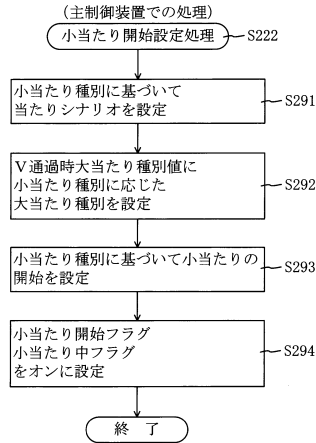 (主制御装置での処理)
小当たり開始設定処理
S222
小当たり種別に基づいて
当たりシナリオを設定
S291
V通過時大当たり種別値に
小当たり種別に応じた
大当たり種別を設定
S292
小当たり種別に基づいて小当たりの
開始を設定
S293
小当たり開始フラグ
小当たり中フラグ
をオンに設定
S294
終 了